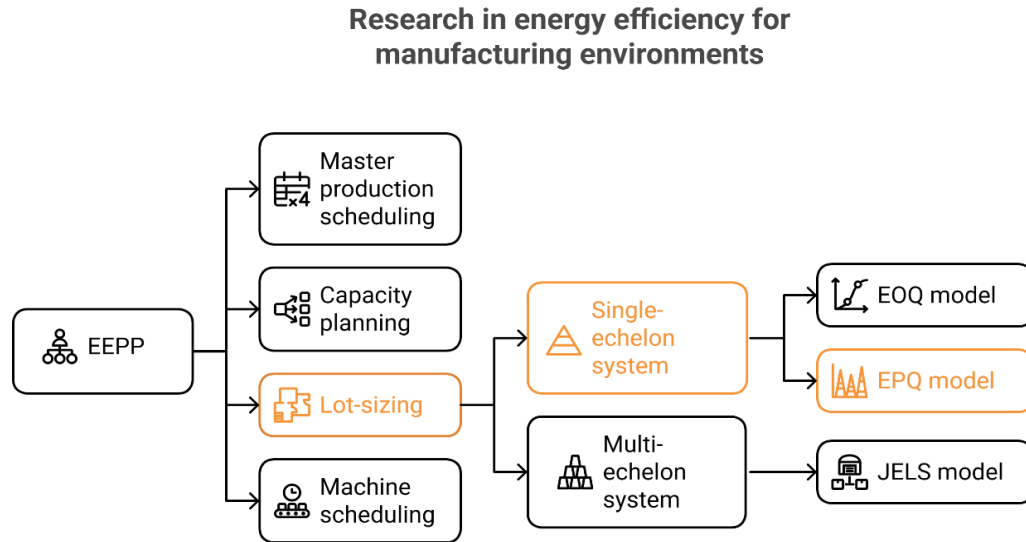 Research in energy efficiency for
manufacturing environments
Master
production
scheduling
×4
Capacity
planning
EEPP
Lot-sizing
Machine
scheduling
Single-
echelon
system
Multi-
echelon
system
EOQ model
EPQ model
JELS model